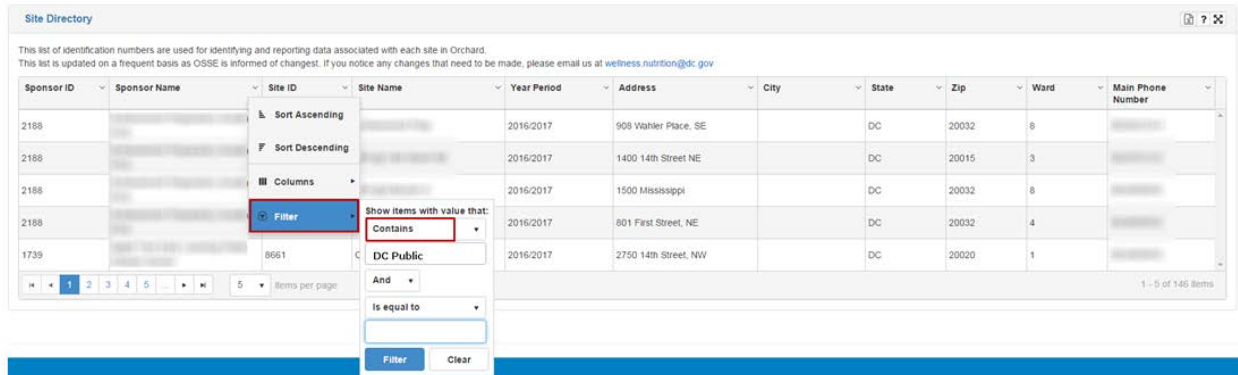 Site Directory
?
This list of identification numbers are used for identifying and reporting data associated with each site in Orchard.
This list is updated on a frequent basis as OSSE is informed of changest. If you notice any changes that need to be made, please email us at wellness.nutrition@dc.gov
Sponsor ID Sponsor Name Site ID Site Name Year Period Address City State Zip Ward Main Phone Number
Sort Ascending
2188 2016/2017 908 Wahler Place, SE DC 20032 8
Sort Descending
2188 2016/2017 1400 14th Street NE DC 20015 3
Columns
2188 2016/2017 1500 Mississippi DC 20032 8
Filter
Show items with value that:
2188 2016/2017 801 First Street, NE DC 20032 4
Contains
1739 8661 2016/2017 2750 14th Street, NW DC 20020 1
DC Public
1 2 3 4 5 ... 5 items per page 1 - 5 of 146 items
And
Is equal to
Filter Clear